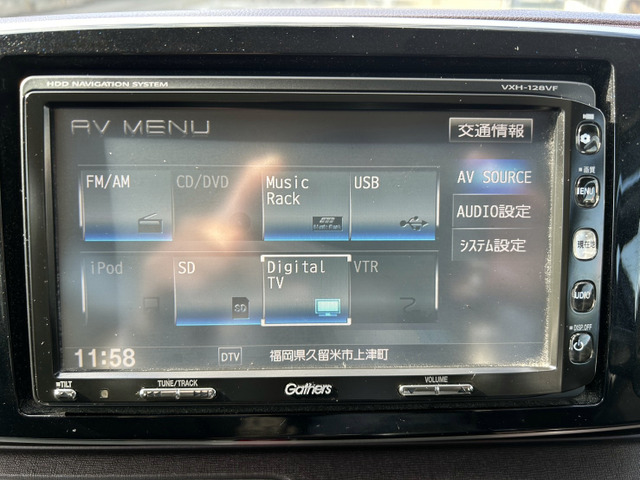 HDD NAVIGATION SYSTEM
VXH-128VF
AV MENU
交通情報
FM/AM
CD/DVD
Music Rack
USB
AV SOURCE
AUDIO設定
システム設定
iPod
SD
Digital TV
VTR
11:58
DTV
福岡県久留米市上津町
TILT
TUNE/TRACK
Gathers
VOLUME
画質
MENU
現在地
AUDIO
DISP.OFF